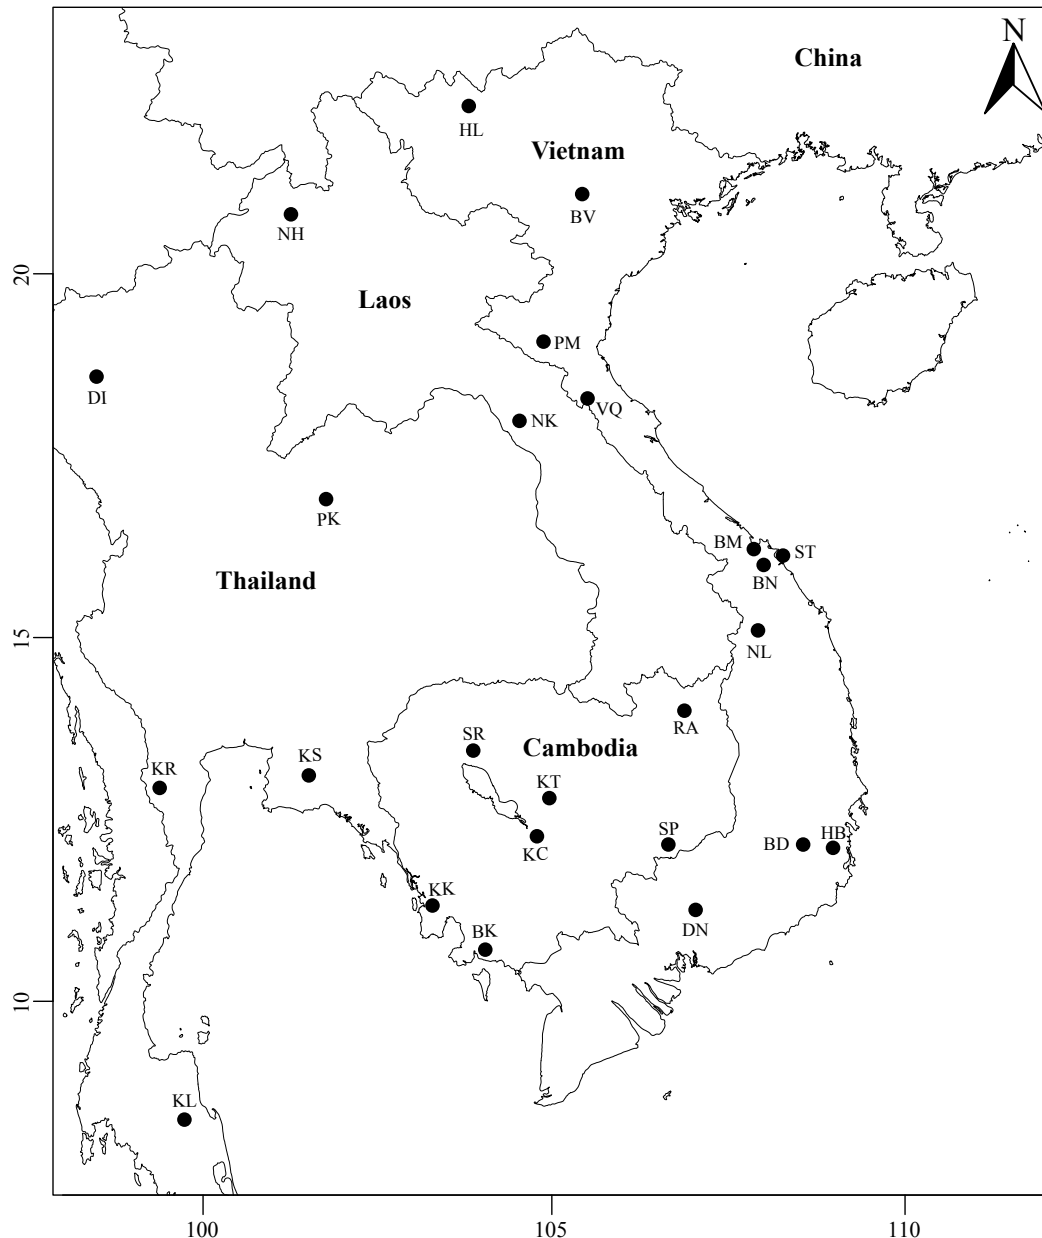 N
China
HL
Vietnam
BV
NH
20
Laos
PM
DI
VQ
NK
PK
BM
ST
BN
Thailand
15
NL
RA
SR
Cambodia
KS
KR
KT
SP
BD
HB
KC
KK
DN
BK
10
KL
100
105
110